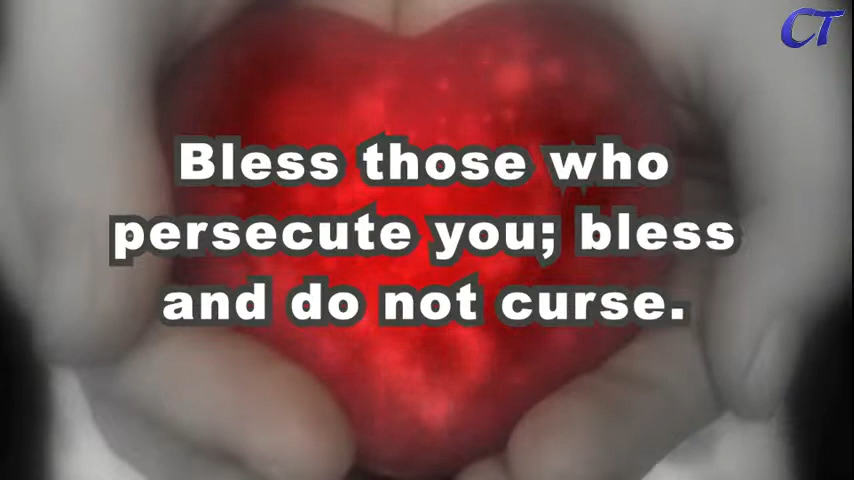 CT
Bless those who
persecute you; bless
and do not curse.